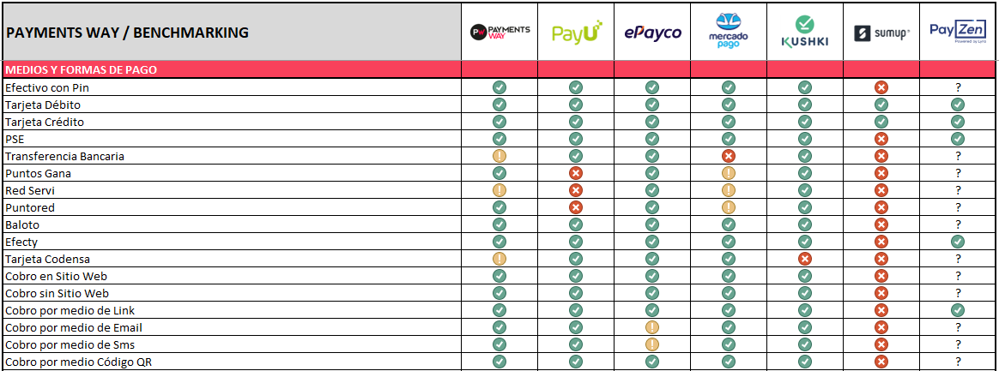 PAYMENTS WAY / BENCHMARKING
PW PAYMENTS WAY
PayU
ePayco
mercado pago
KUSHKI
sumup®
PayZen
Powered by Lyra
MEDIOS Y FORMAS DE PAGO
Efectivo con Pin ?
Tarjeta Débito
Tarjeta Crédito
PSE
Transferencia Bancaria ! ?
Puntos Gana ! ?
Red Servi ! ! ?
Puntored ! ?
Baloto ?
Efecty
Tarjeta Codensa ! ?
Cobro en Sitio Web ?
Cobro sin Sitio Web ?
Cobro por medio de Link
Cobro por medio de Email ! ?
Cobro por medio de Sms ! ?
Cobro por medio Código QR ?